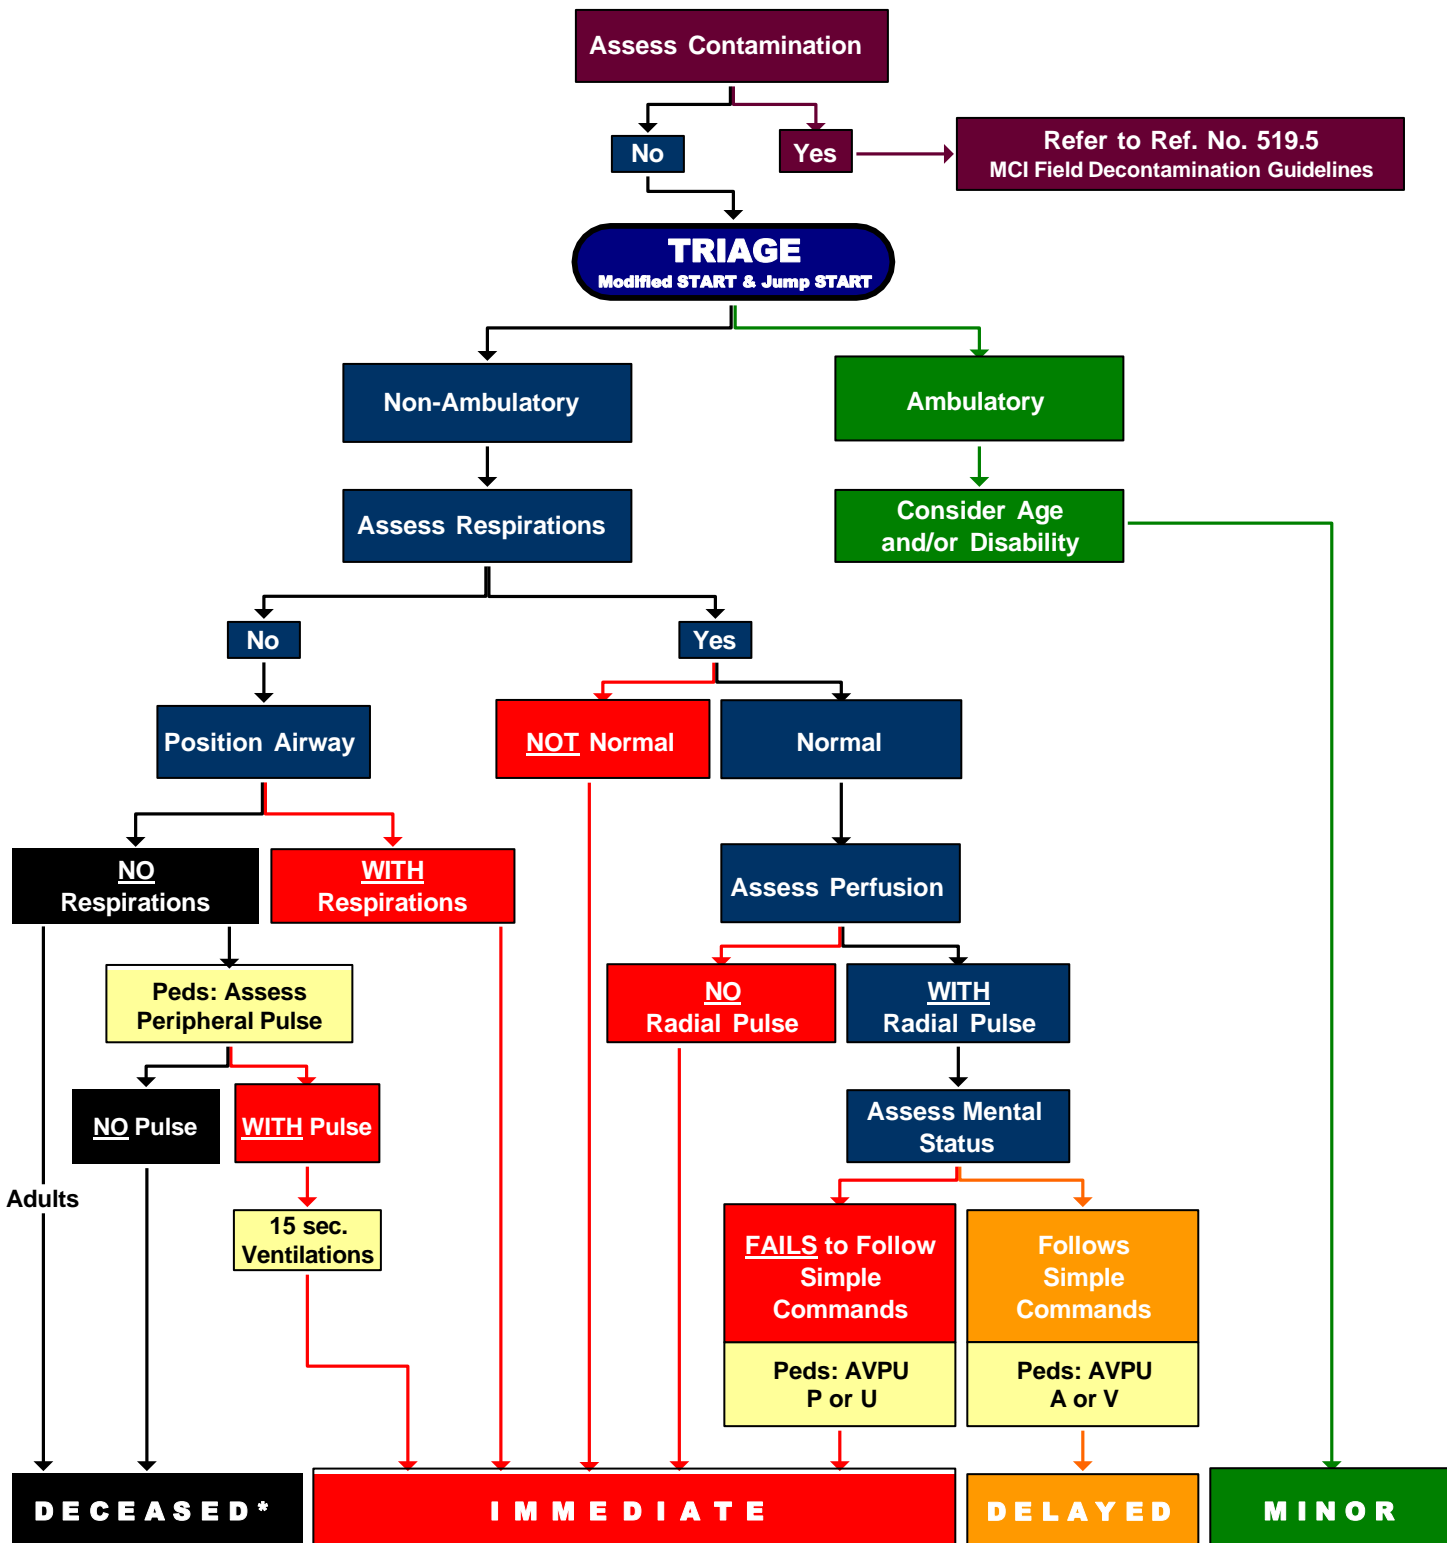 Assess Contamination
No
Yes
Refer to Ref. No. 519.5
MCI Field Decontamination Guidelines
TRIAGE
Modified START & Jump START
Non-Ambulatory
Ambulatory
Assess Respirations
Consider Age
and/or Disability
No
Yes
Position Airway
NOT Normal
Normal
NO
Respirations
WITH
Respirations
Assess Perfusion
Peds: Assess
Peripheral Pulse
NO
Radial Pulse
WITH
Radial Pulse
NO Pulse
WITH Pulse
Assess Mental
Status
Adults
15 sec.
Ventilations
FAILS to Follow
Simple
Commands
Follows
Simple
Commands
Peds: AVPU
P or U
Peds: AVPU
A or V
DECEASED*
IMMEDIATE
DELAYED
MINOR